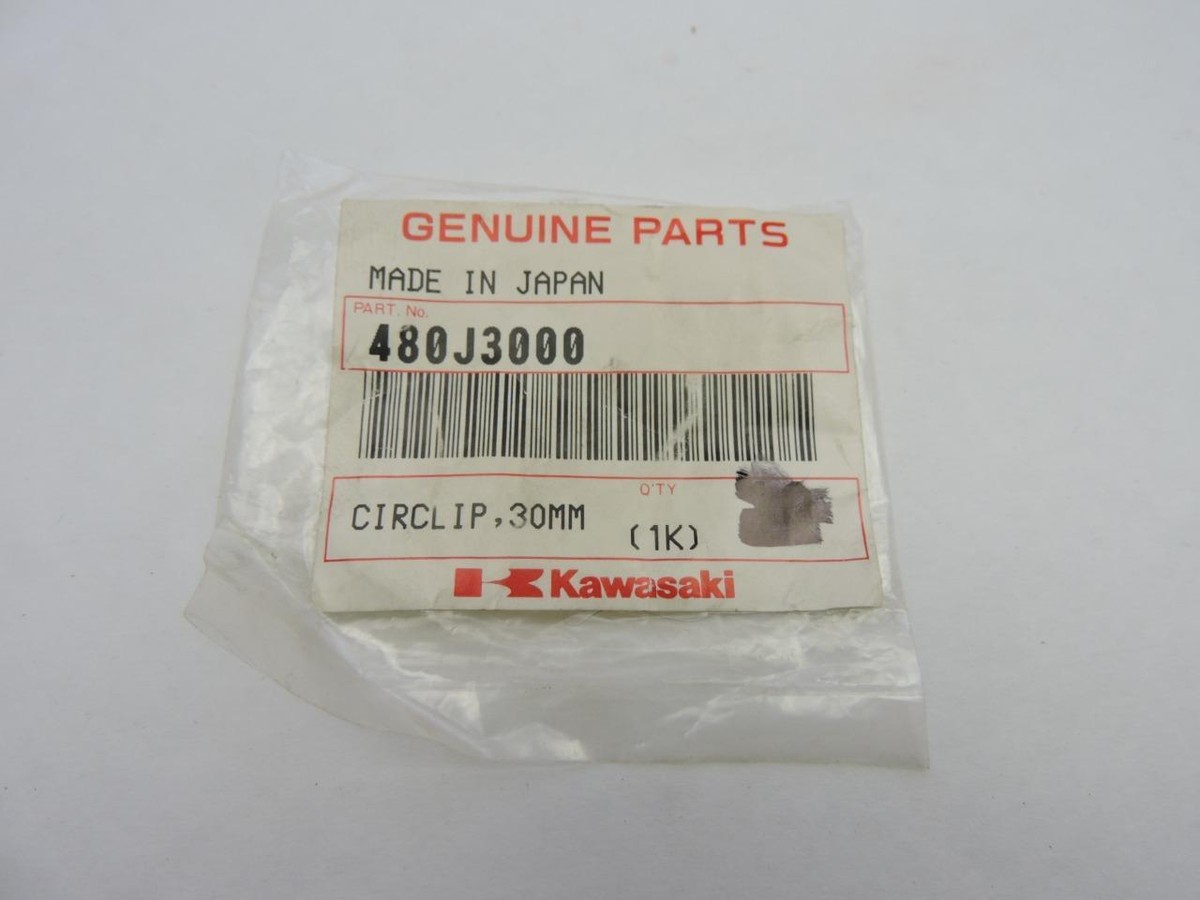 GENUINE PARTS
MADE IN JAPAN
PART. No.
480J3000
Q'TY
CIRCLIP,30MM (1K)
Kawasaki